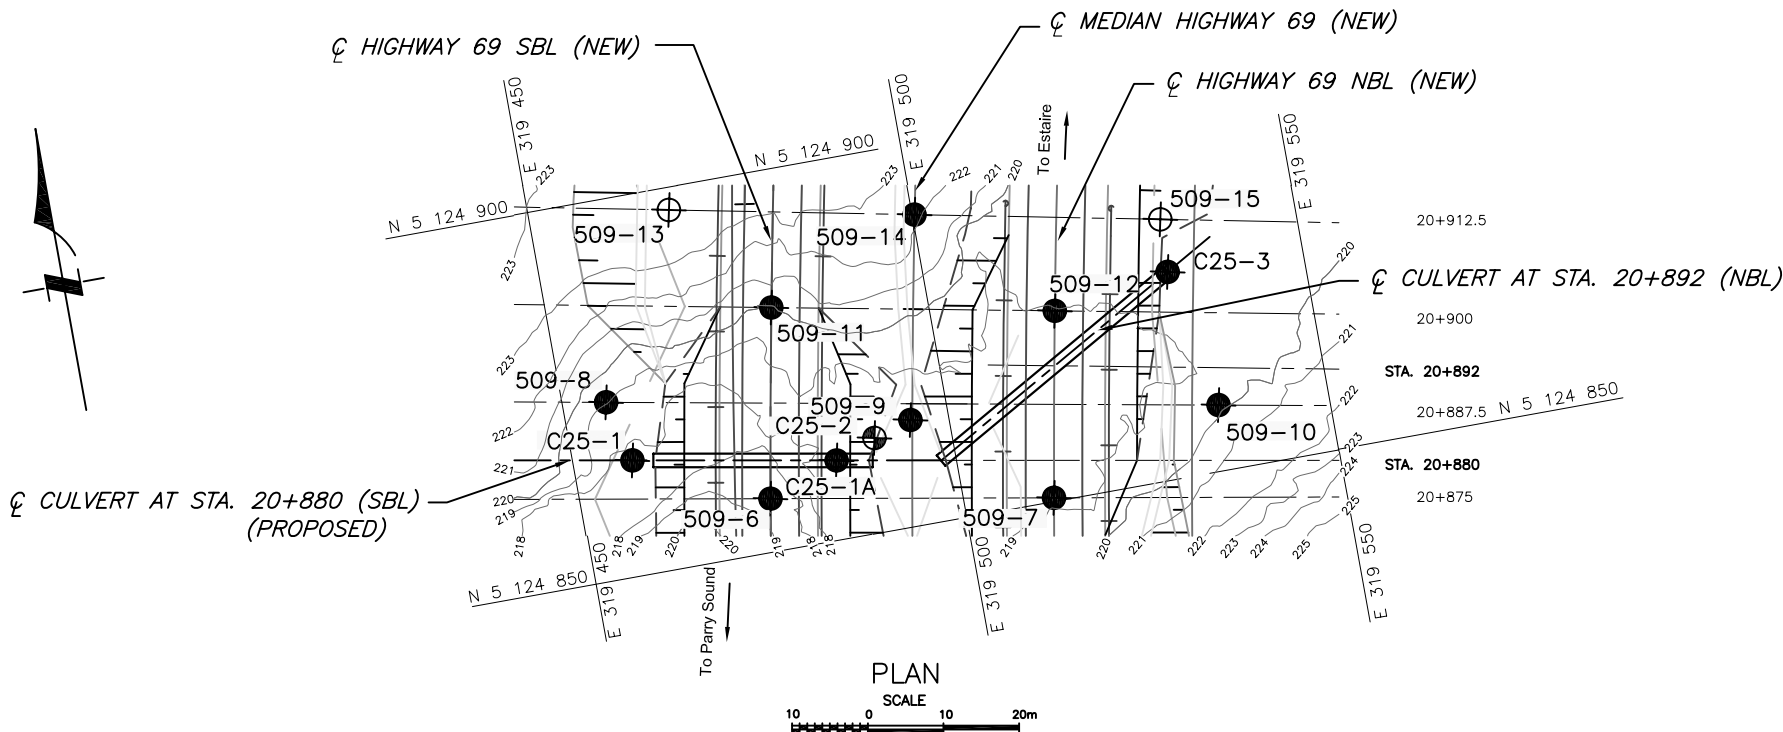 ℄ MEDIAN HIGHWAY 69 (NEW)
℄ HIGHWAY 69 SBL (NEW)
℄ HIGHWAY 69 NBL (NEW)
E 319 450
E 319 500
E 319 550
To Estaire
N 5 124 900
N 5 124 900
223
223
222
221
220
223
509-13
509-14
509-15
20+912.5
C25-3
220
509-12
℄ CULVERT AT STA. 20+892 (NBL)
509-11
20+900
221
223
STA. 20+892
509-8
222
509-9
20+887.5
N 5 124 850
C25-2
509-10
222
C25-1
223
221
224
STA. 20+880
C25-1A
220
20+875
℄ CULVERT AT STA. 20+880 (SBL)
(PROPOSED)
219
509-6
509-7
225
218
218
219
220
220
219
218
218
219
220
221
222
223
224
225
N 5 124 850
E 319 450
E 319 500
E 319 550
To Parry Sound
PLAN
SCALE
10 0 10 20m